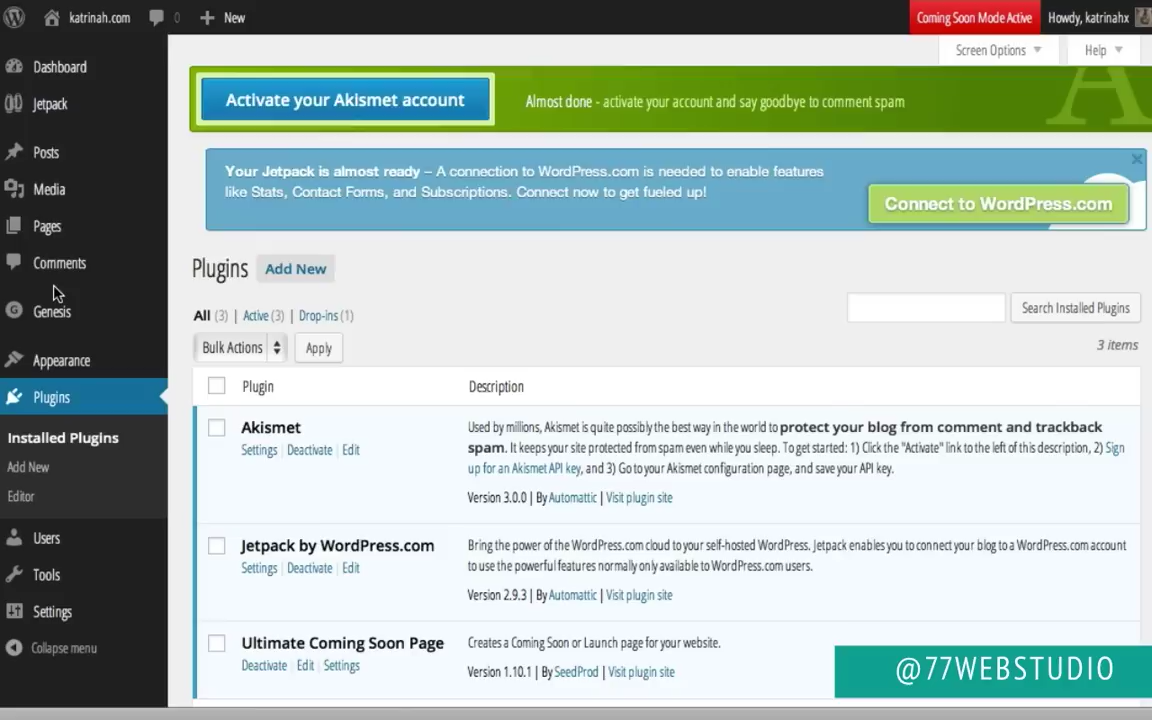 katrinah.com 0 New Coming Soon Mode Active Howdy, katrinahx
Screen Options Help
Dashboard
Jetpack
Posts
Media
Pages
Comments
Genesis
Appearance
Plugins
Installed Plugins
Add New
Editor
Users
Tools
Settings
Collapse menu
Activate your Akismet account
Almost done - activate your account and say goodbye to comment spam
Your Jetpack is almost ready – A connection to WordPress.com is needed to enable features
like Stats, Contact Forms, and Subscriptions. Connect now to get fueled up!
Connect to WordPress.com
Plugins Add New
All (3) | Active (3) | Drop-ins (1)
Search Installed Plugins
Bulk Actions Apply
3 items
Plugin Description
Akismet
Settings | Deactivate | Edit
Used by millions, Akismet is quite possibly the best way in the world to protect your blog from comment and trackback
spam. It keeps your site protected from spam even while you sleep. To get started: 1) Click the "Activate" link to the left of this description, 2) Sign
up for an Akismet API key, and 3) Go to your Akismet configuration page, and save your API key.
Version 3.0.0 | By Automattic | Visit plugin site
Jetpack by WordPress.com
Settings | Deactivate | Edit
Bring the power of the WordPress.com cloud to your self-hosted WordPress. Jetpack enables you to connect your blog to a WordPress.com account
to use the powerful features normally only available to WordPress.com users.
Version 2.9.3 | By Automattic | Visit plugin site
Ultimate Coming Soon Page
Deactivate | Edit | Settings
Creates a Coming Soon or Launch page for your website.
Version 1.10.1 | By SeedProd | Visit plugin site
@77WEBSTUDIO